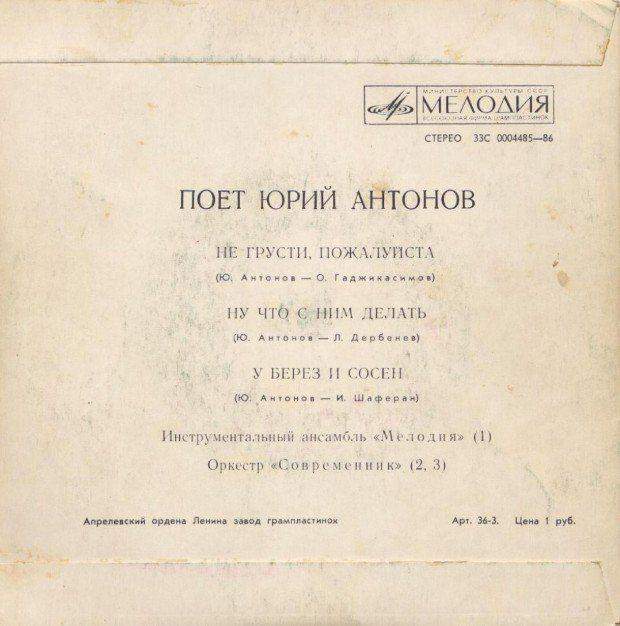 МИНИСТЕРСТВО КУЛЬТУРЫ СССР
МЕЛОДИЯ
ВСЕСОЮЗНАЯ ФИРМА ГРАМПЛАСТИНОК
СТЕРЕО 33С 0004485—86
ПОЕТ ЮРИЙ АНТОНОВ
НЕ ГРУСТИ, ПОЖАЛУЙСТА
(Ю. Антонов — О. Гаджикасимов)
НУ ЧТО С НИМ ДЕЛАТЬ
(Ю. Антонов — Л. Дербенев)
У БЕРЕЗ И СОСЕН
(Ю. Антонов — И. Шаферан)
Инструментальный ансамбль «Мелодия» (1)
Оркестр «Современник» (2, 3)
Апрелевский ордена Ленина завод грампластинок Арт. 36-3. Цена 1 руб.